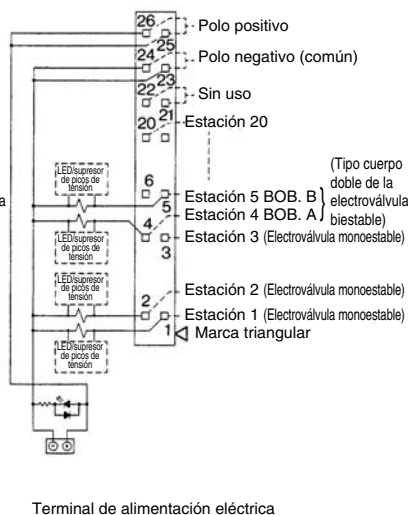 26
Polo positivo
25
24
Polo negativo (común)
23
22
Sin uso
21
20
Estación 20
LED/supresor
de picos de
tensión
(Tipo cuerpo
doble de la
electroválvula
biestable)
6
Estación 5 BOB. B
5
a
Estación 4 BOB. A
4
Estación 3 (Electroválvula monoestable)
3
LED/supresor
de picos de
tensión
LED/supresor
de picos de
tensión
Estación 2 (Electroválvula monoestable)
2
Estación 1 (Electroválvula monoestable)
1
Marca triangular
LED/supresor
de picos de
tensión
Terminal de alimentación eléctrica